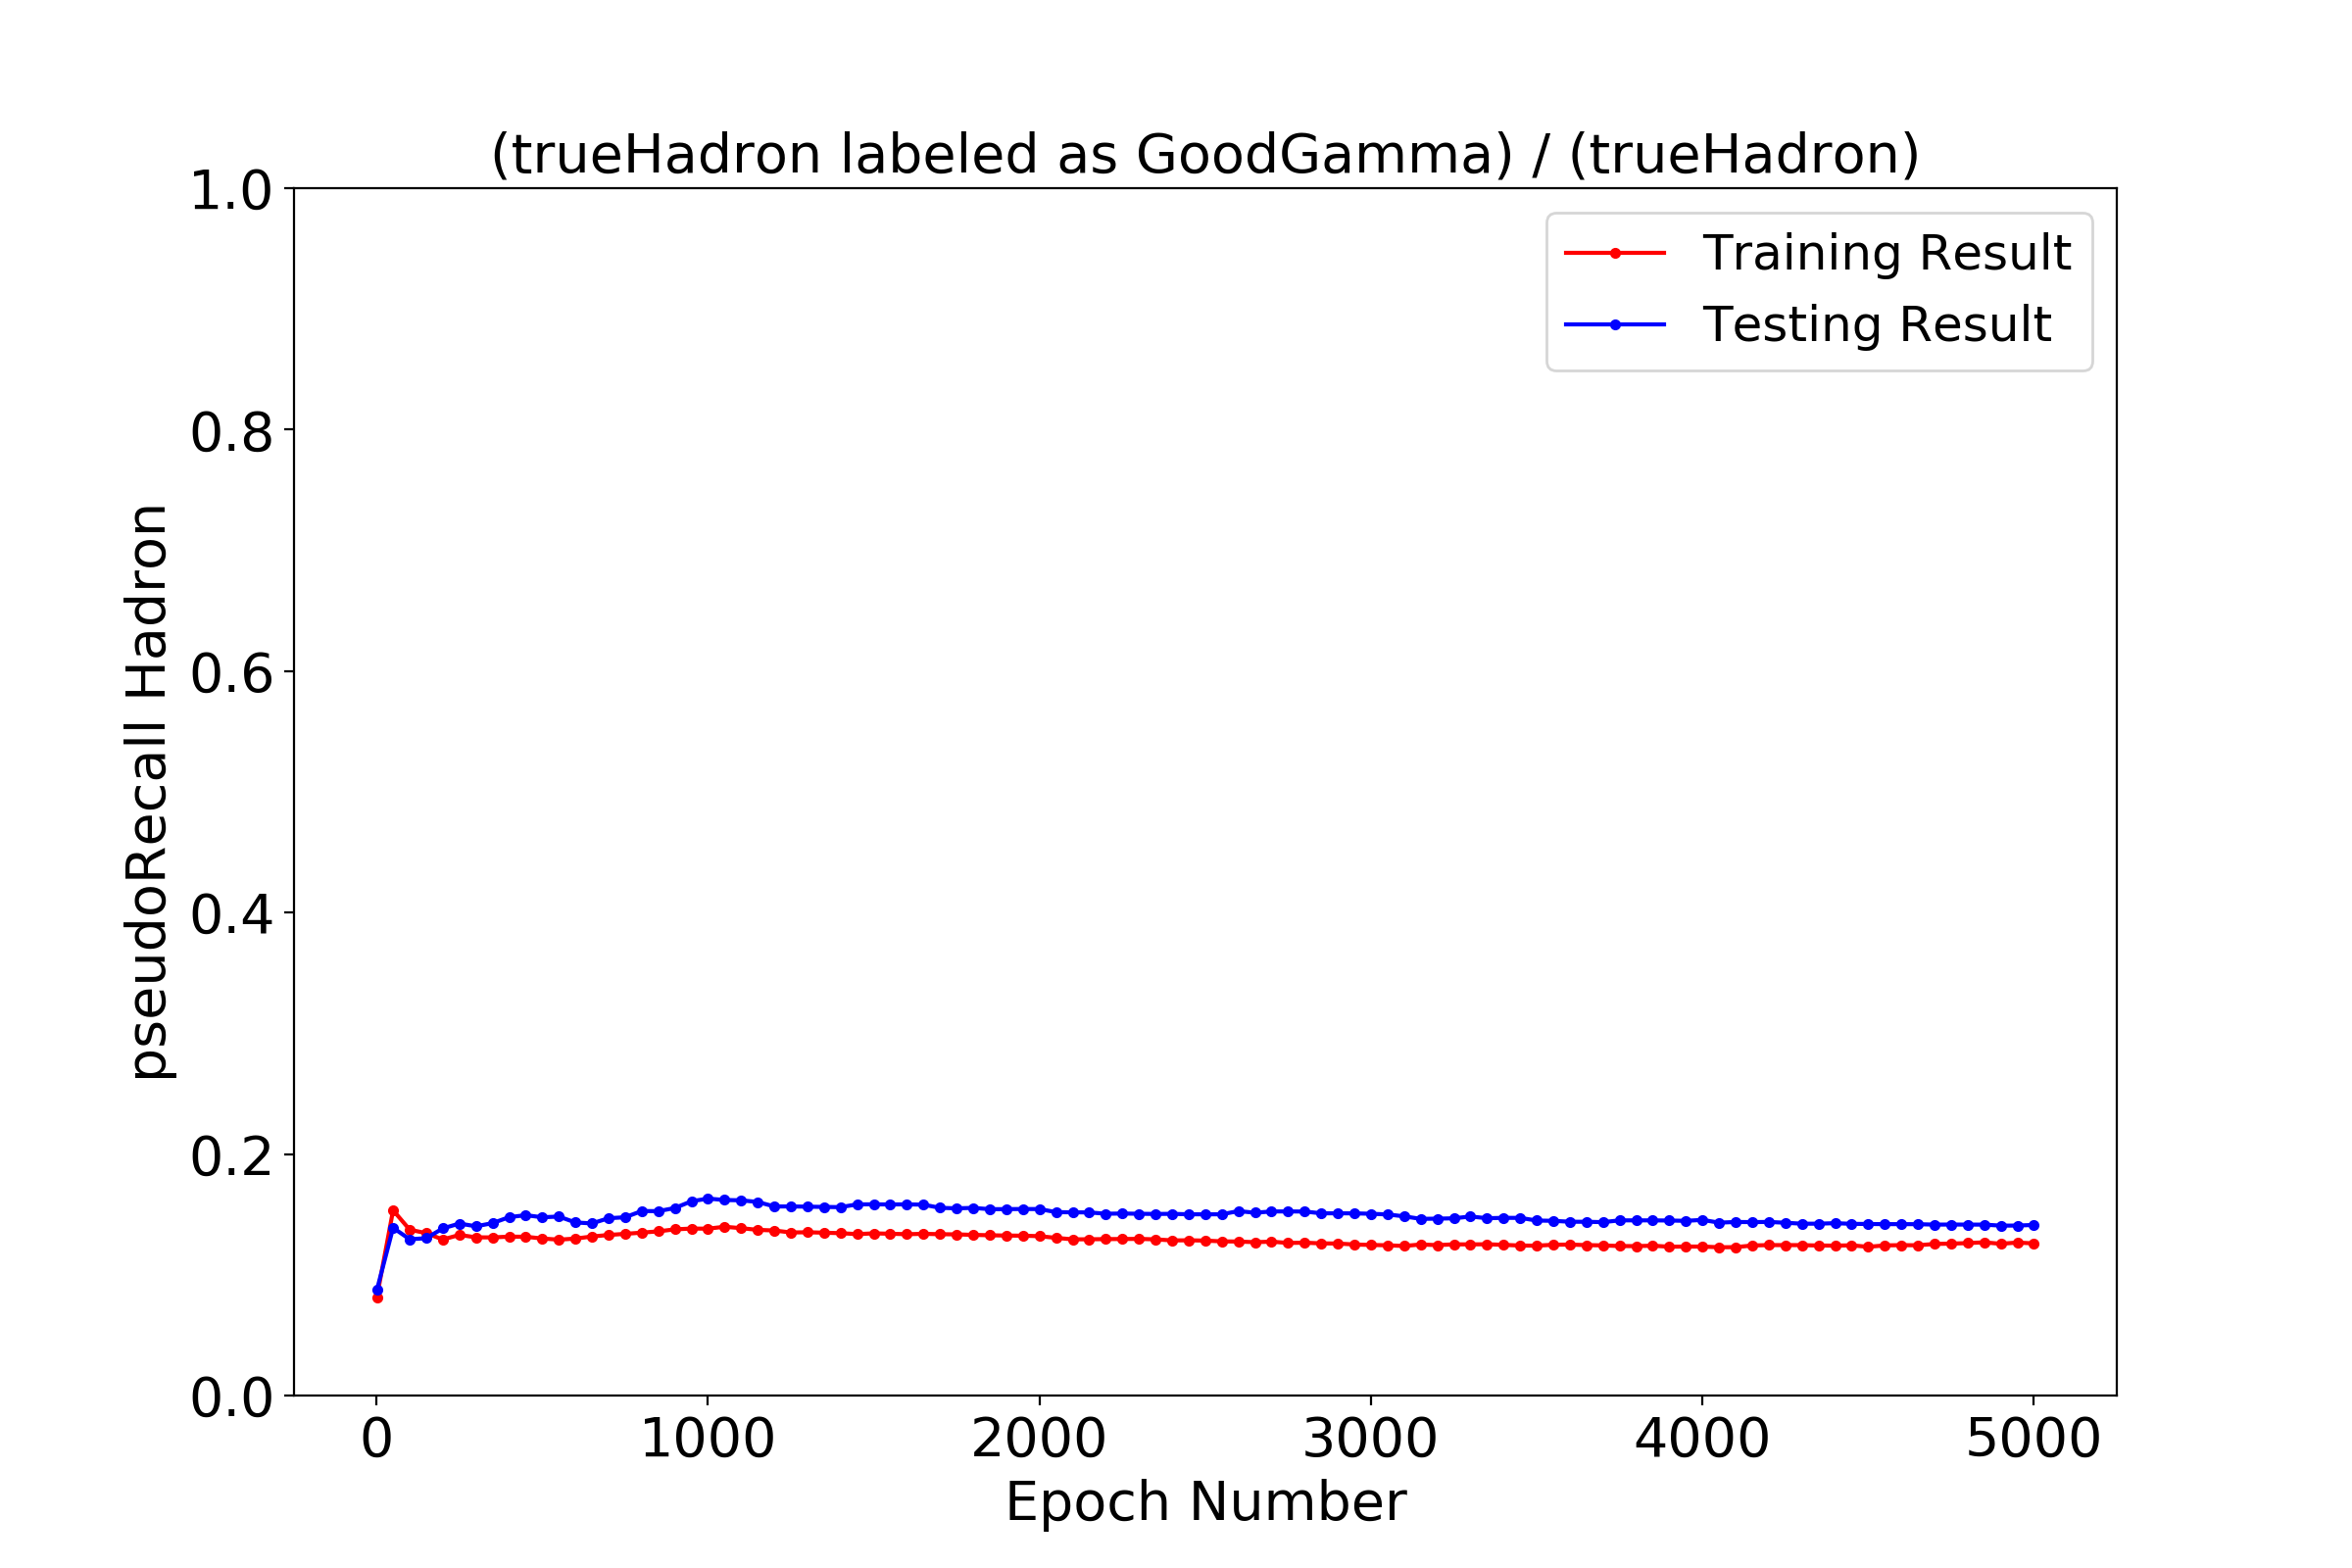 (trueHadron labeled as GoodGamma) / (trueHadron)
1.0
0.8
0.6
0.4
0.2
0.0
pseudoRecall Hadron
Training Result
Testing Result
0 1000 2000 3000 4000 5000
Epoch Number